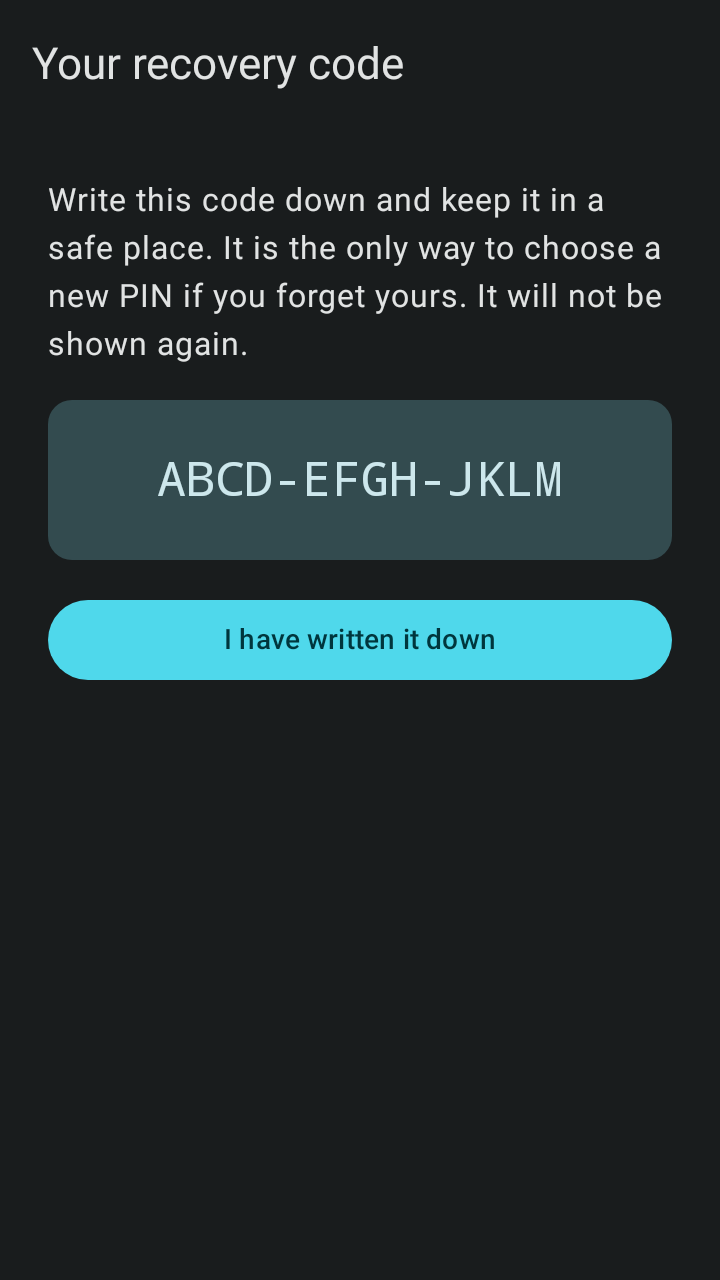 Your recovery code
Write this code down and keep it in a
safe place. It is the only way to choose a
new PIN if you forget yours. It will not be
shown again.
ABCD-EFGH-JKLM
I have written it down